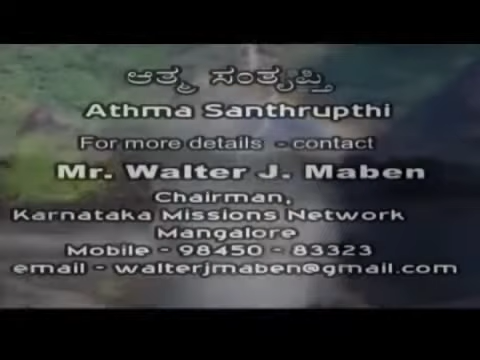 ಆತ್ಮ ಸಂತೃಪ್ತಿ
Athma Santhrupthi
For more details - contact
Mr. Walter J. Maben
Chairman,
Karnataka Missions Network
Mangalore
Mobile - 98450 - 83323
email - walterjmaben@gmail.com